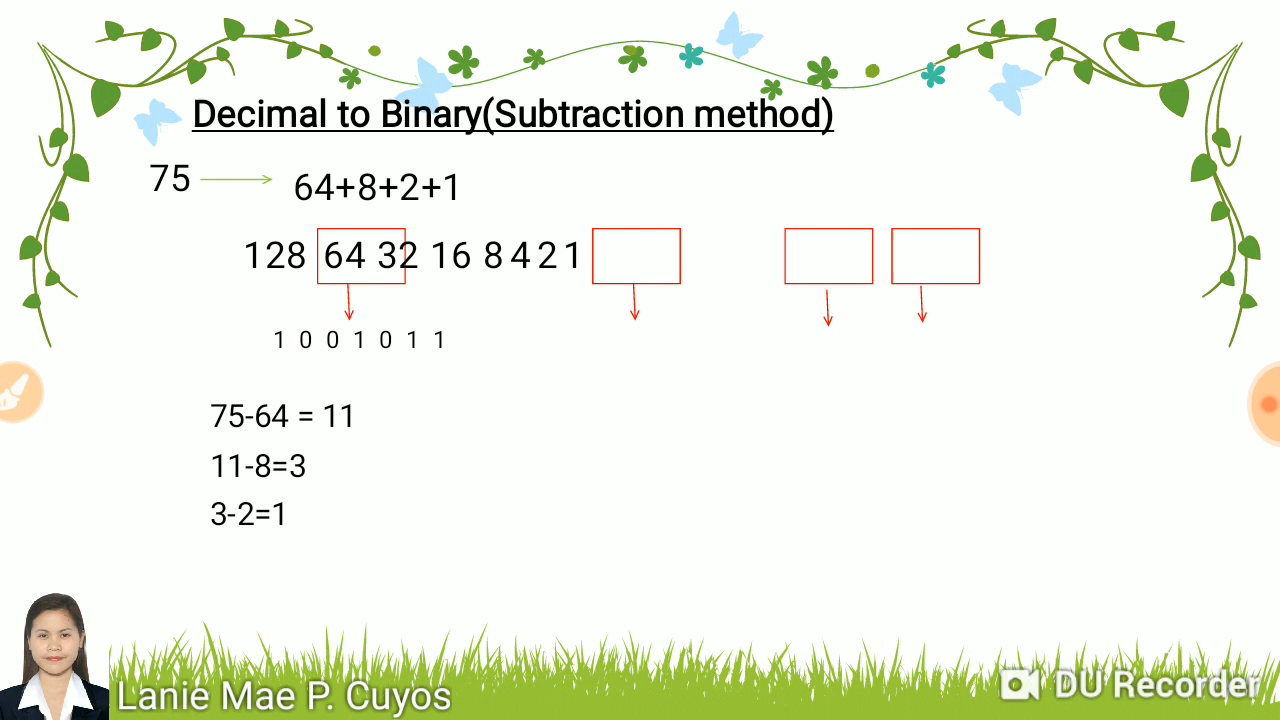 Decimal to Binary(Subtraction method)
75
64+8+2+1
128 64 32 16 8 4 2 1
1 0 0 1 0 1 1
75-64 = 11
11-8=3
3-2=1
Lanie Mae P. Cuyos
DU Recorder